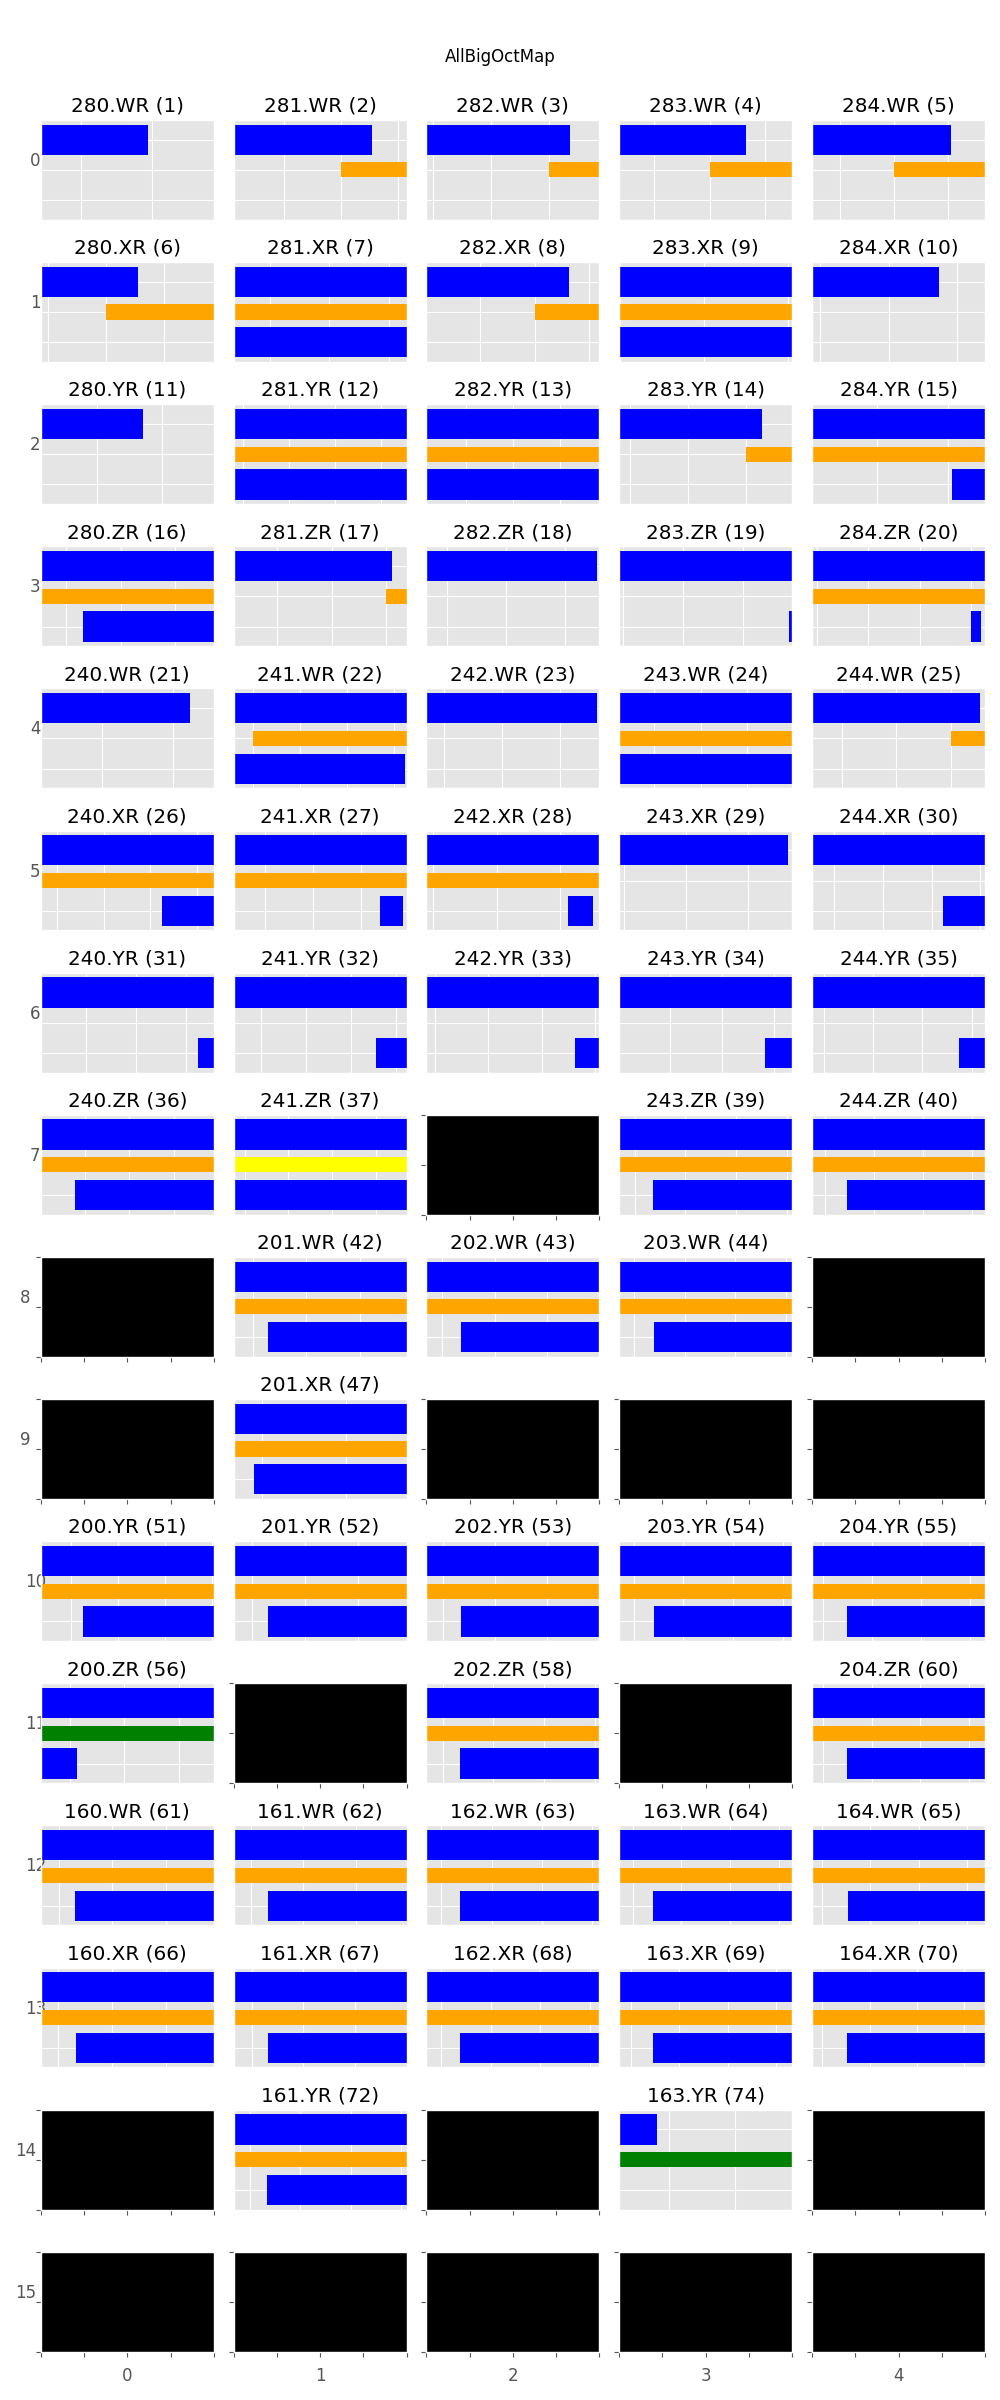 AllBigOctMap
280.WR (1) 281.WR (2) 282.WR (3) 283.WR (4) 284.WR (5)
0
280.XR (6) 281.XR (7) 282.XR (8) 283.XR (9) 284.XR (10)
1
280.YR (11) 281.YR (12) 282.YR (13) 283.YR (14) 284.YR (15)
2
280.ZR (16) 281.ZR (17) 282.ZR (18) 283.ZR (19) 284.ZR (20)
3
240.WR (21) 241.WR (22) 242.WR (23) 243.WR (24) 244.WR (25)
4
240.XR (26) 241.XR (27) 242.XR (28) 243.XR (29) 244.XR (30)
5
240.YR (31) 241.YR (32) 242.YR (33) 243.YR (34) 244.YR (35)
6
240.ZR (36) 241.ZR (37) 243.ZR (39) 244.ZR (40)
7
201.WR (42) 202.WR (43) 203.WR (44)
8
201.XR (47)
9
200.YR (51) 201.YR (52) 202.YR (53) 203.YR (54) 204.YR (55)
10
200.ZR (56) 202.ZR (58) 204.ZR (60)
11
160.WR (61) 161.WR (62) 162.WR (63) 163.WR (64) 164.WR (65)
12
160.XR (66) 161.XR (67) 162.XR (68) 163.XR (69) 164.XR (70)
13
161.YR (72) 163.YR (74)
14
15
0 1 2 3 4